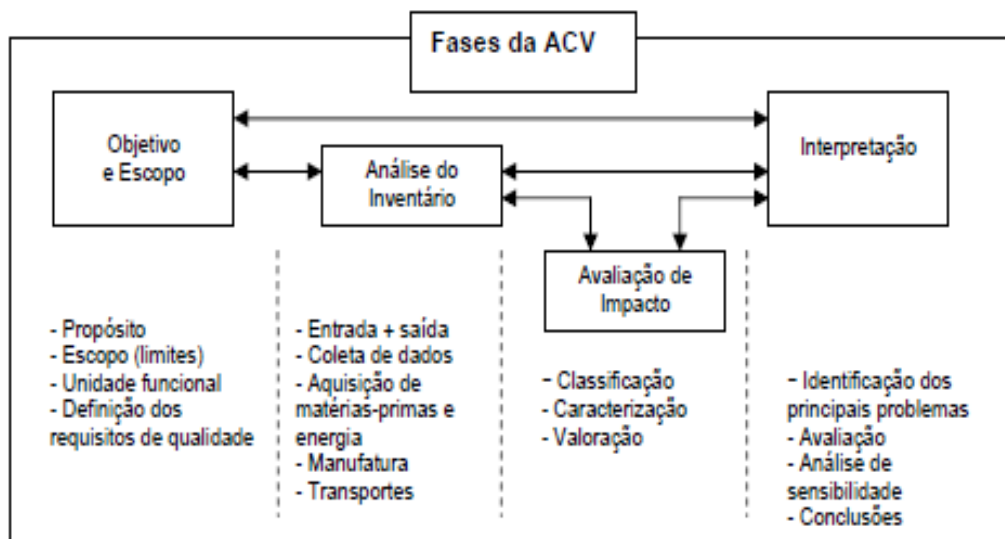 Fases da ACV
Objetivo
e Escopo
Análise do
Inventário
Interpretação
Avaliação de
Impacto
- Propósito
- Escopo (limites)
- Unidade funcional
- Definição dos
requisitos de qualidade
- Entrada + saída
- Coleta de dados
- Aquisição de
matérias-primas e
energia
- Manufatura
- Transportes
- Classificação
- Caracterização
- Valoração
- Identificação dos
principais problemas
- Avaliação
- Análise de
sensibilidade
- Conclusões